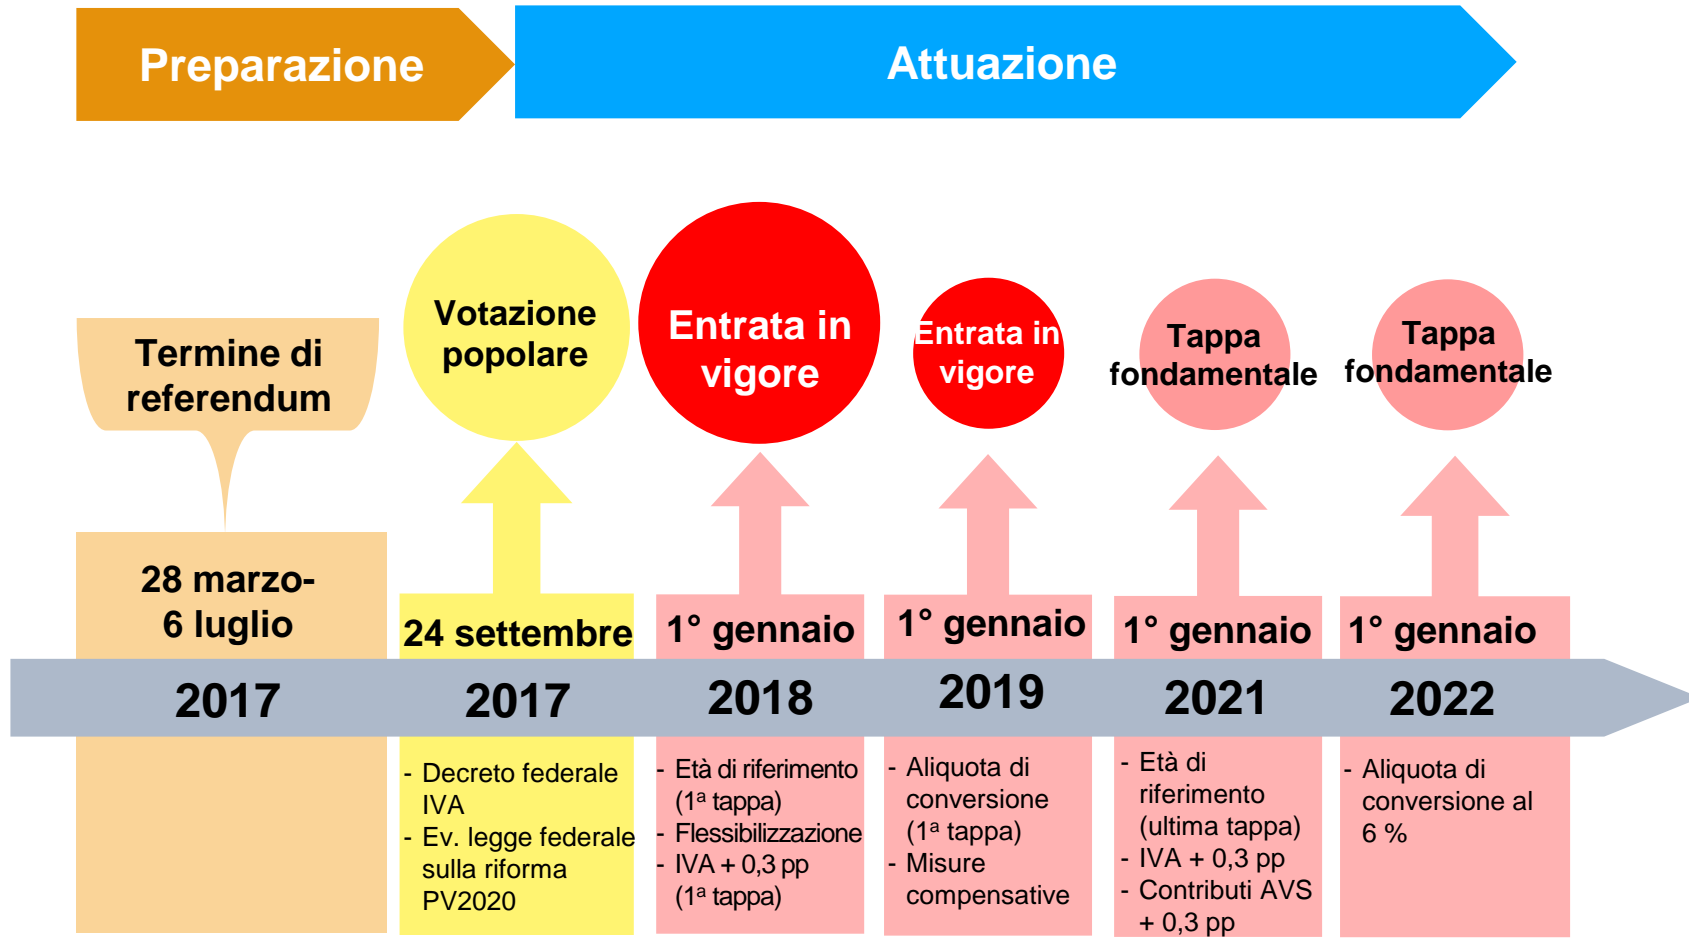 Preparazione
Attuazione
Termine di
referendum
Votazione
popolare
Entrata in
vigore
Entrata in
vigore
Tappa
fondamentale
Tappa
fondamentale
28 marzo-
6 luglio
24 settembre
1° gennaio
1° gennaio
1° gennaio
1° gennaio
2017
2017
2018
2019
2021
2022
- Decreto federale
IVA
- Ev. legge federale
sulla riforma
PV2020
- Età di riferimento
(1ª tappa)
- Flessibilizzazione
- IVA + 0,3 pp
(1ª tappa)
- Aliquota di
conversione
(1ª tappa)
- Misure
compensative
- Età di
riferimento
(ultima tappa)
- IVA + 0,3 pp
- Contributi AVS
+ 0,3 pp
- Aliquota di
conversione al
6 %